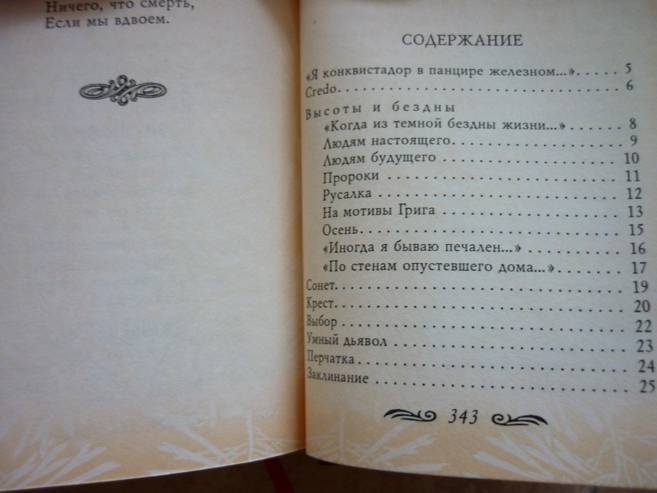 Ничего, что смерть,
Если мы вдвоем.
СОДЕРЖАНИЕ
«Я конквистадор в панцире железном...»..... 5
Credo........................................ 6
Высоты и бездны
«Когда из темной бездны жизни...»....... 8
Людям настоящего....................... 9
Людям будущего........................ 10
Пророки............................... 11
Русалка............................... 12
На мотивы Грига....................... 13
Осень................................. 15
«Иногда я бываю печален...»........... 16
«По стенам опустевшего дома...»....... 17
Сонет................................... 19
Крест................................... 20
Выбор................................... 22
Умный дьявол............................ 23
Перчатка................................ 24
Заклинание.............................. 25
343